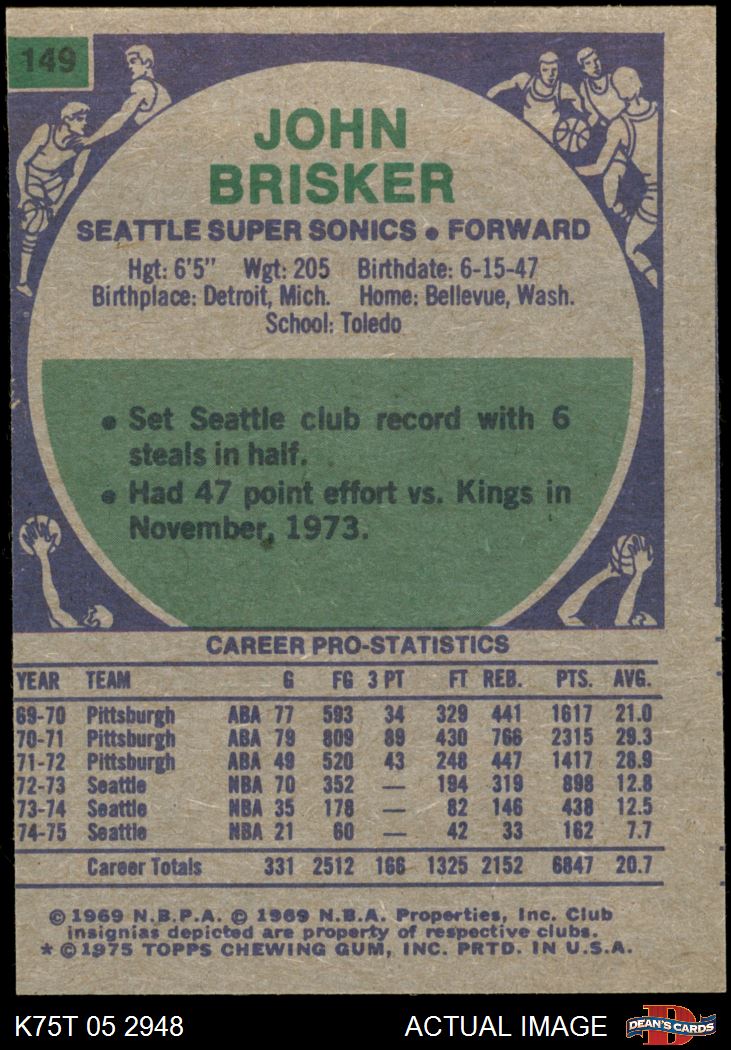 149
JOHN
BRISKER
SEATTLE SUPER SONICS • FORWARD
Hgt: 6'5" Wgt: 205 Birthdate: 6-15-47
Birthplace: Detroit, Mich. Home: Bellevue, Wash.
School: Toledo
• Set Seattle club record with 6
steals in half.
• Had 47 point effort vs. Kings in
November, 1973.
CAREER PRO-STATISTICS
YEAR TEAM G FG 3 PT FT REB. PTS. AVG.
69-70 Pittsburgh ABA 77 593 34 329 441 1617 21.0
70-71 Pittsburgh ABA 79 809 89 430 766 2315 29.3
71-72 Pittsburgh ABA 49 520 43 248 447 1417 28.9
72-73 Seattle NBA 70 352 — 194 319 898 12.8
73-74 Seattle NBA 35 178 — 82 146 438 12.5
74-75 Seattle NBA 21 60 — 42 33 162 7.7
Career Totals 331 2512 166 1325 2152 6847 20.7
© 1969 N.B.P.A. © 1969 N.B.A. Properties, Inc. Club
insignias depicted are property of respective clubs.
* © 1975 TOPPS CHEWING GUM, INC. PRTD. IN U.S.A.
K75T 05 2948 ACTUAL IMAGE
D
DEAN'S CARDS